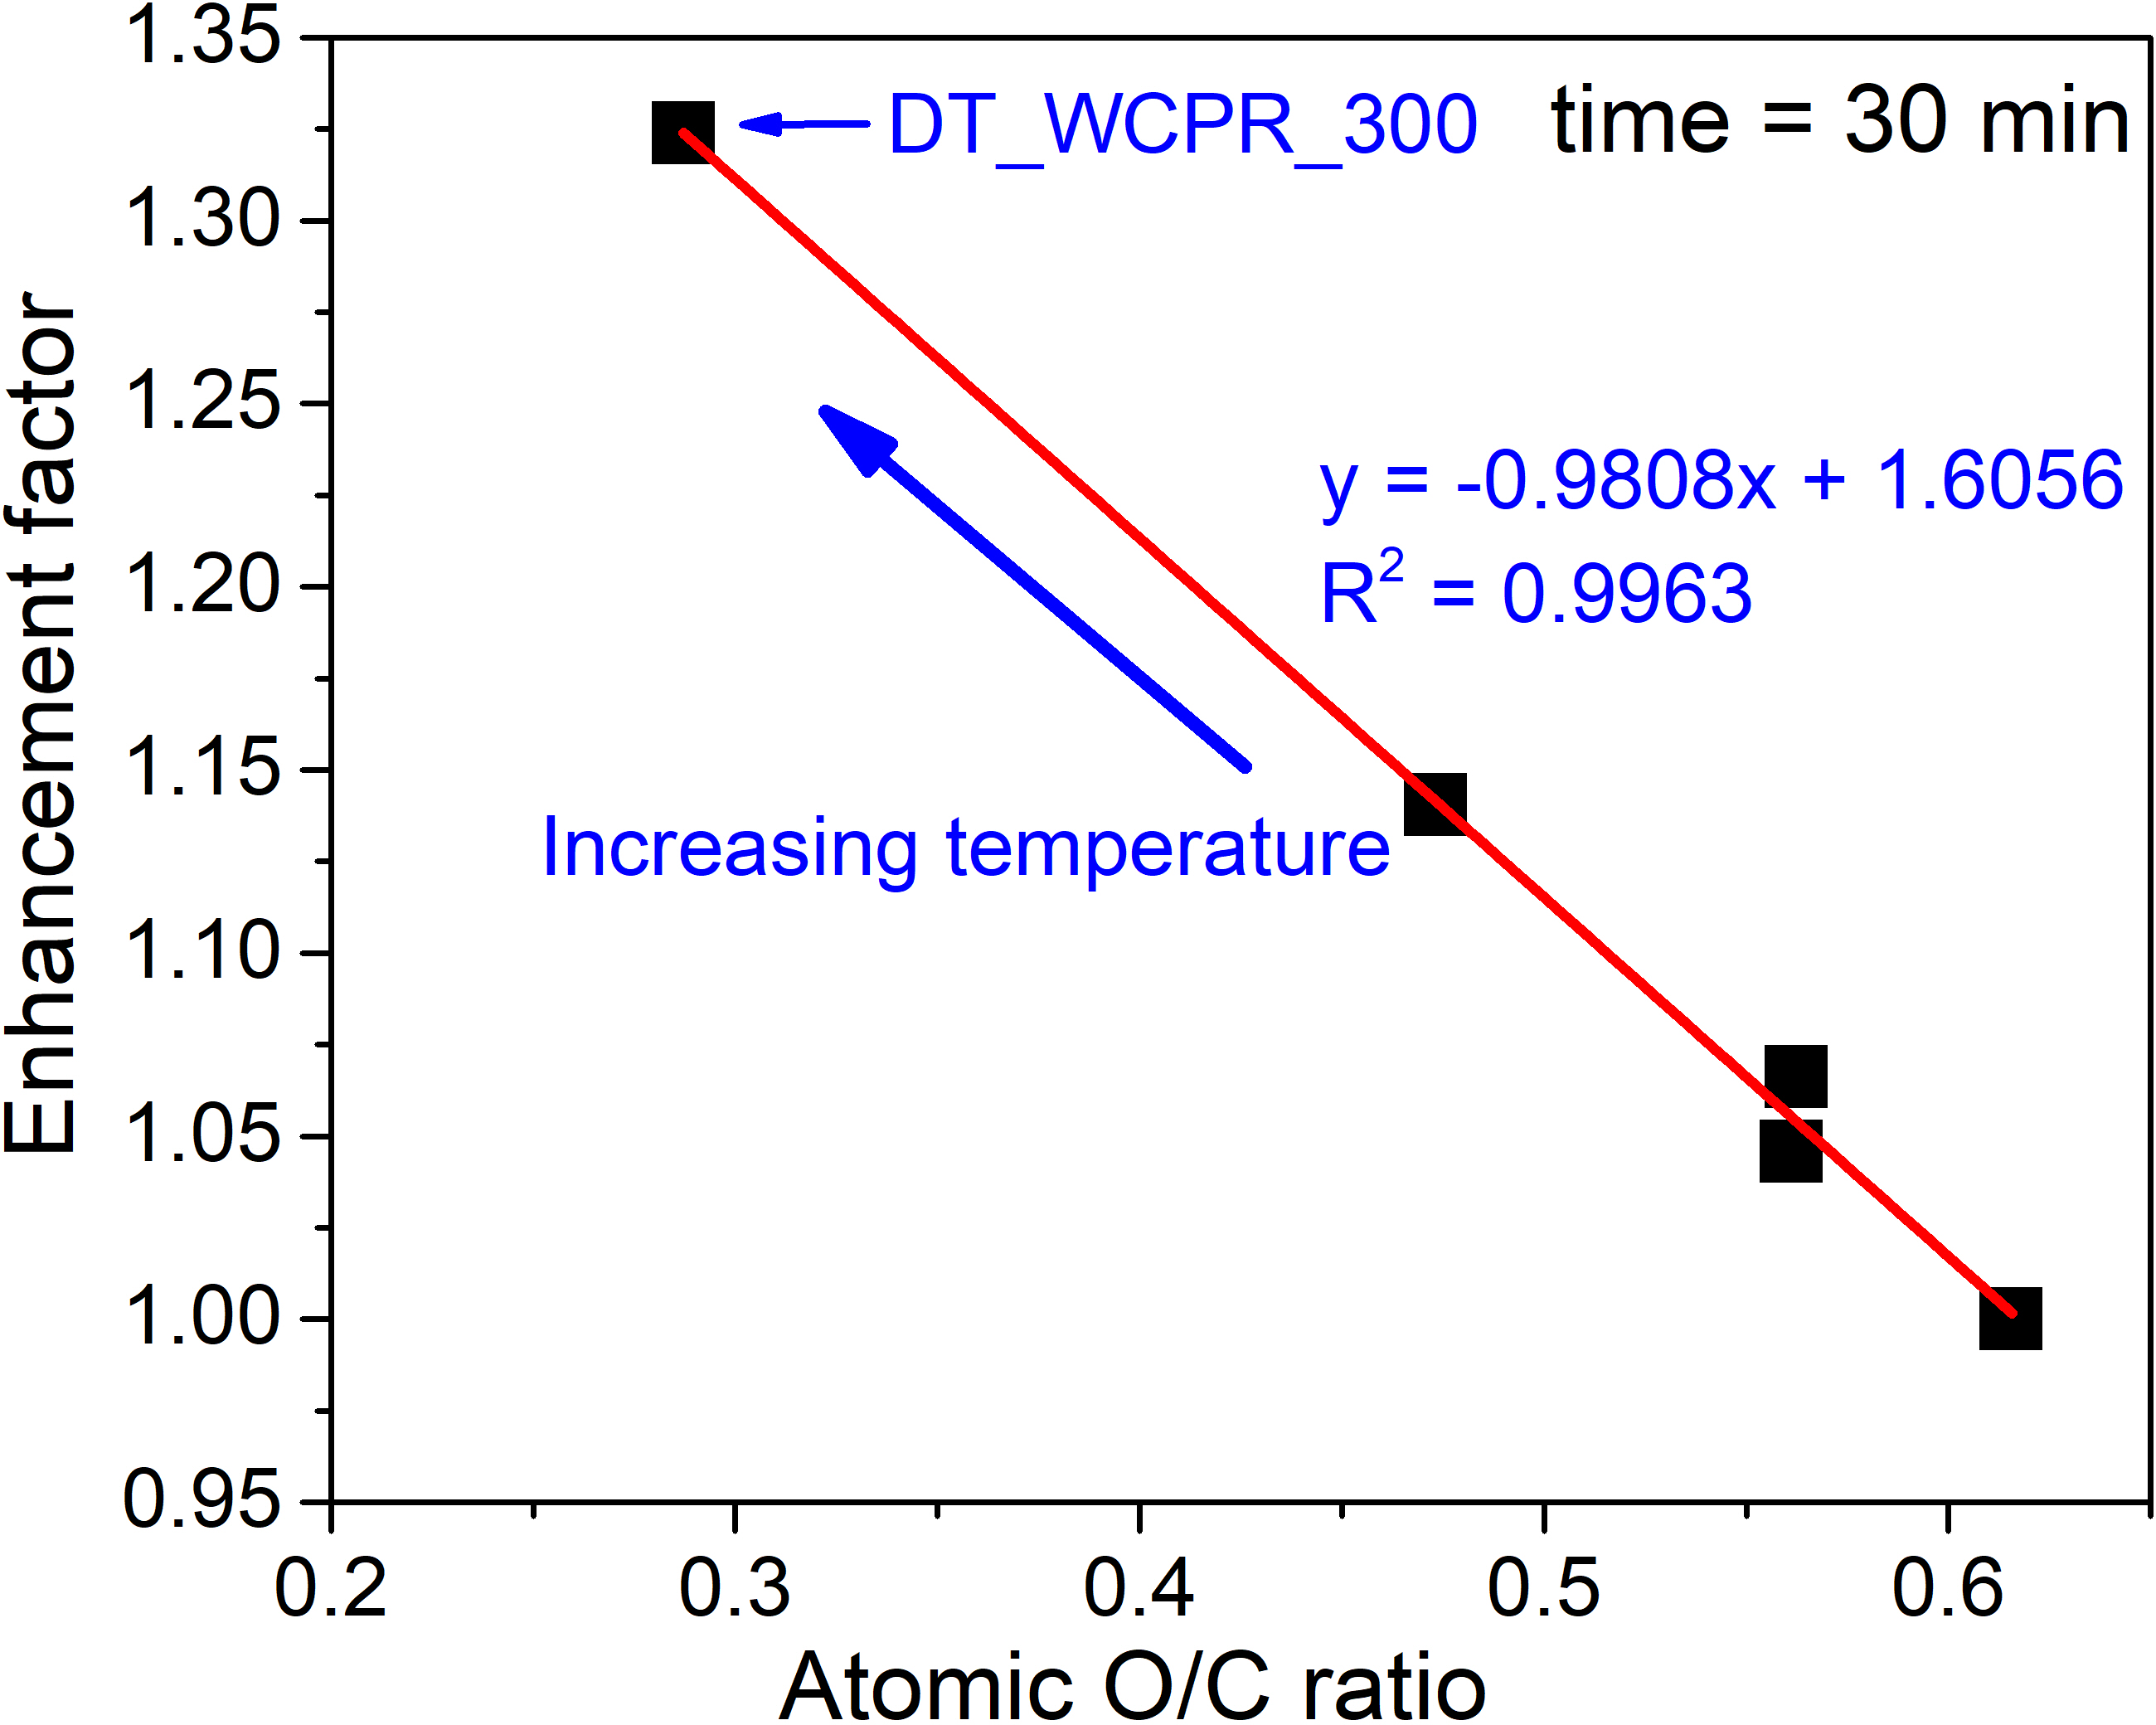 1.35
1.30
1.25
1.20
1.15
1.10
1.05
1.00
0.95
Enhancement factor
DT_WCPR_300
time = 30 min
y = -0.9808x + 1.6056
R² = 0.9963
Increasing temperature
0.2 0.3 0.4 0.5 0.6
Atomic O/C ratio